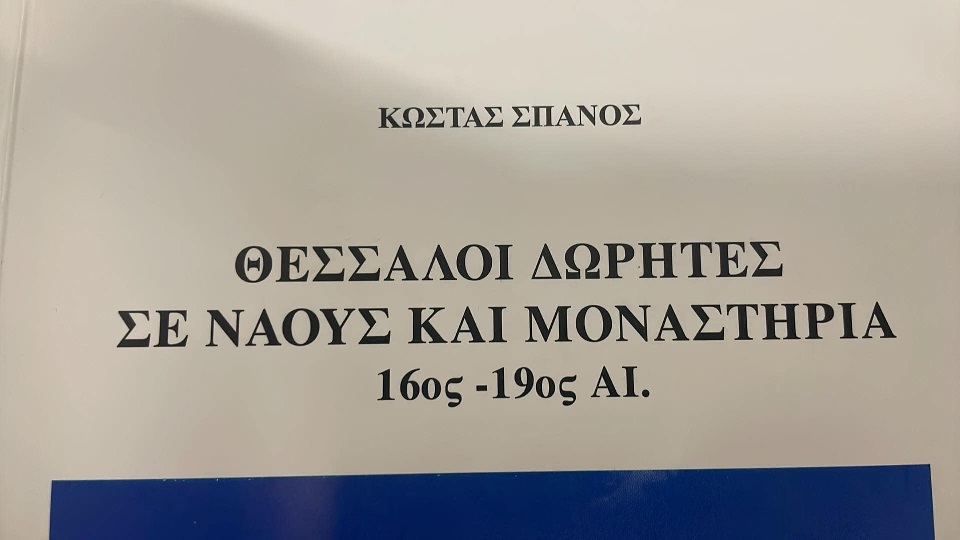 ΚΩΣΤΑΣ ΣΠΑΝΟΣ
ΘΕΣΣΑΛΟΙ ΔΩΡΗΤΕΣ
ΣΕ ΝΑΟΥΣ ΚΑΙ ΜΟΝΑΣΤΗΡΙΑ
16ος -19ος ΑΙ.